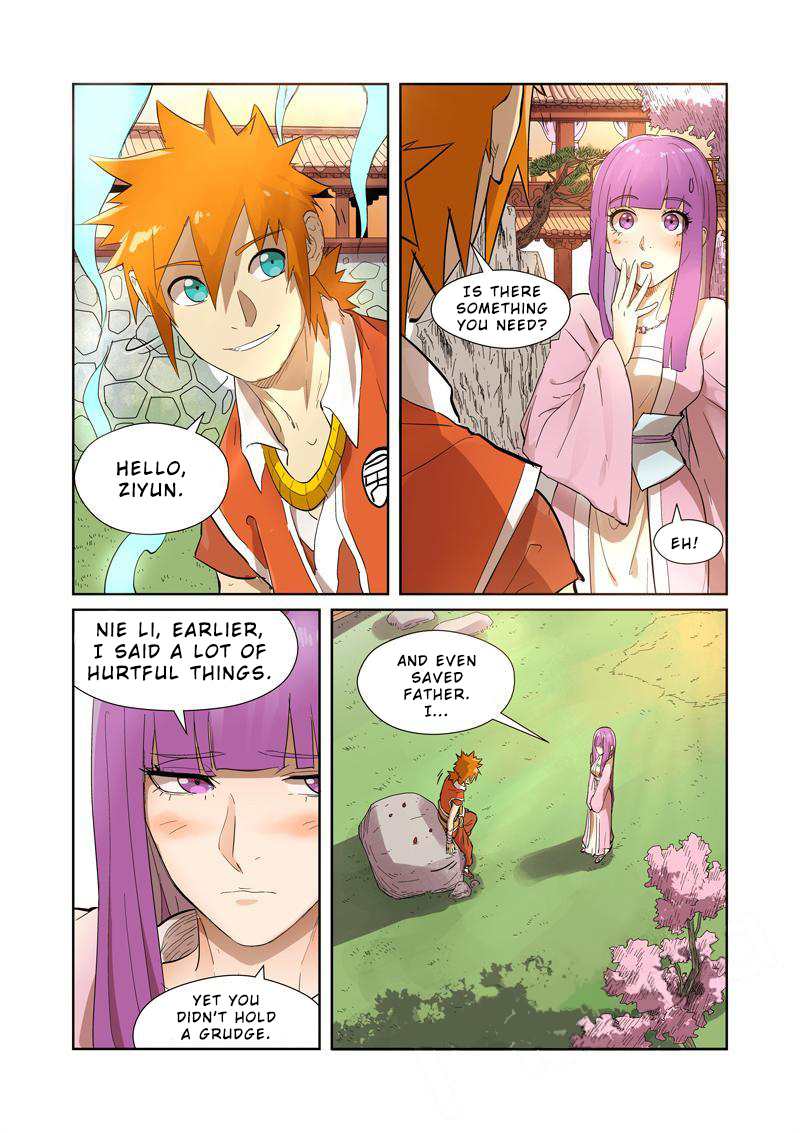 HELLO,
ZIYUN.
IS THERE
SOMETHING
YOU NEED?
EH!
NIE LI, EARLIER,
I SAID A LOT OF
HURTFUL THINGS.
YET YOU
DIDN'T HOLD
A GRUDGE.
AND EVEN
SAVED
FATHER.
I...